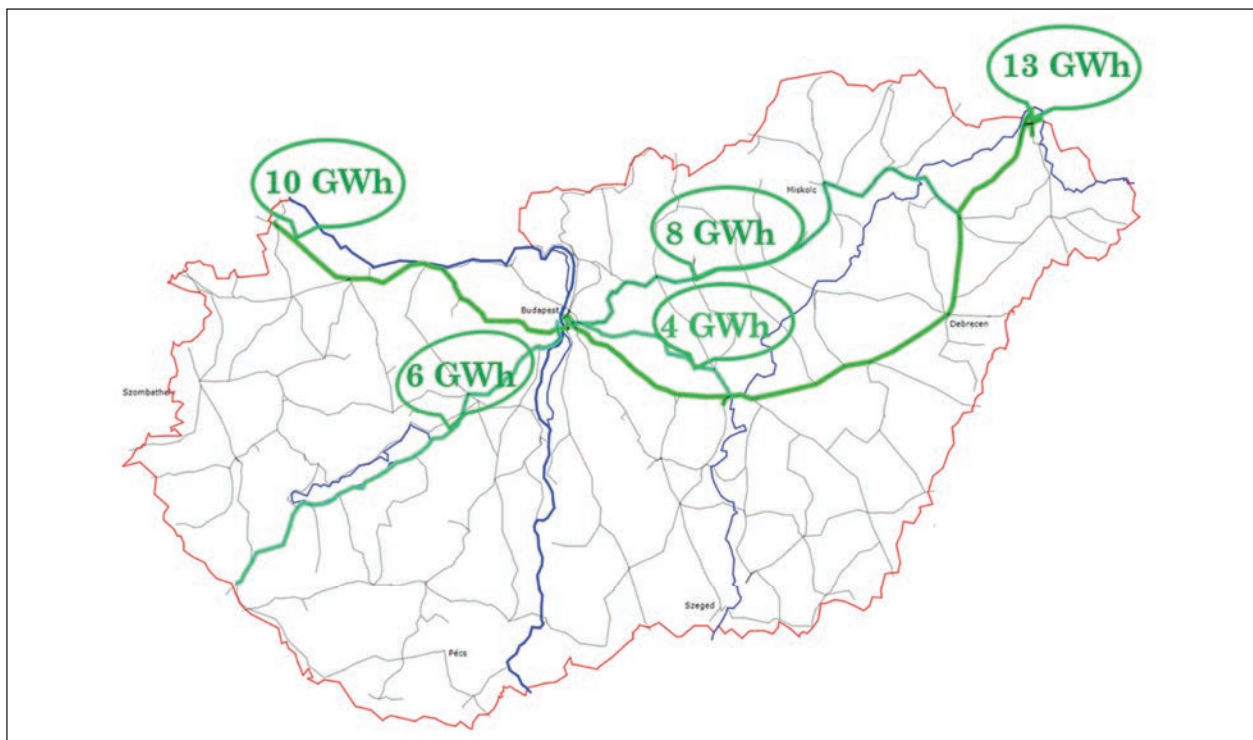 13 GWh
10 GWh
Miskolc
8 GWh
Budapest
4 GWh
Debrecen
6 GWh
Szombathely
Szeged
Pécs